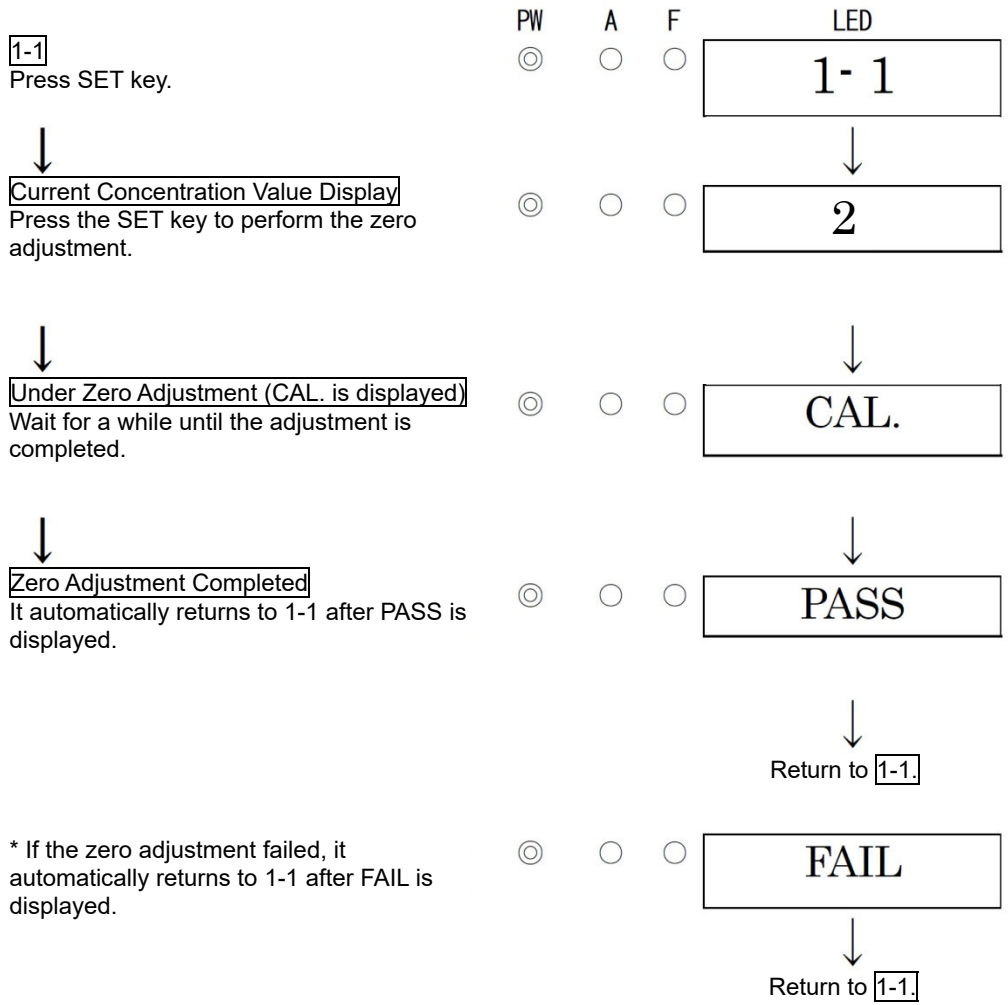 PW A F LED
1-1
Press SET key.
1- 1
Current Concentration Value Display
Press the SET key to perform the zero
adjustment.
2
Under Zero Adjustment (CAL. is displayed)
Wait for a while until the adjustment is
completed.
CAL.
Zero Adjustment Completed
It automatically returns to 1-1 after PASS is
displayed.
PASS
Return to 1-1.
* If the zero adjustment failed, it
automatically returns to 1-1 after FAIL is
displayed.
FAIL
Return to 1-1.